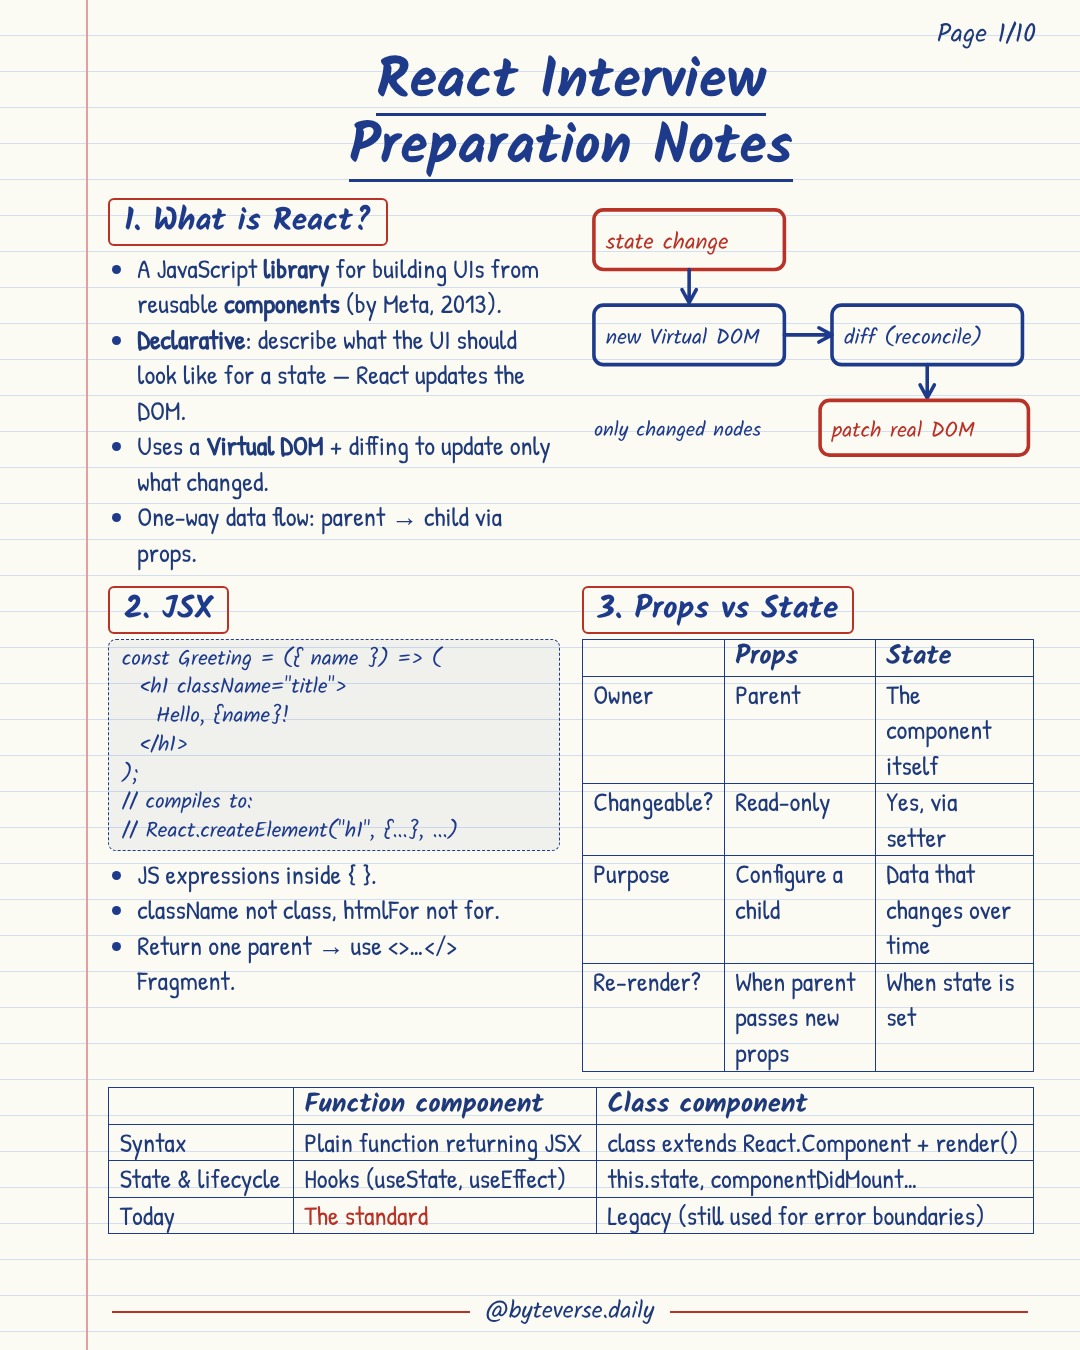 Page 1/10
React Interview
Preparation Notes
1. What is React?
• A JavaScript library for building UIs from
reusable components (by Meta, 2013).
• Declarative: describe what the UI should
look like for a state — React updates the
DOM.
• Uses a Virtual DOM + diffing to update only
what changed.
• One-way data flow: parent → child via
props.
state change
new Virtual DOM
diff (reconcile)
only changed nodes
patch real DOM
2. JSX
const Greeting = ({ name }) => (
<h1 className="title">
Hello, {name}!
</h1>
);
// compiles to:
// React.createElement("h1", {...}, ...)
• JS expressions inside { }.
• className not class, htmlFor not for.
• Return one parent → use <>...</>
Fragment.
3. Props vs State
Props State
Owner Parent The
component
itself
Changeable? Read-only Yes, via
setter
Purpose Configure a Data that
child changes over
time
Re-render? When parent When state is
passes new set
props
Function component Class component
Syntax Plain function returning JSX class extends React.Component + render()
State & lifecycle Hooks (useState, useEffect) this.state, componentDidMount...
Today The standard Legacy (still used for error boundaries)
@byteverse.daily